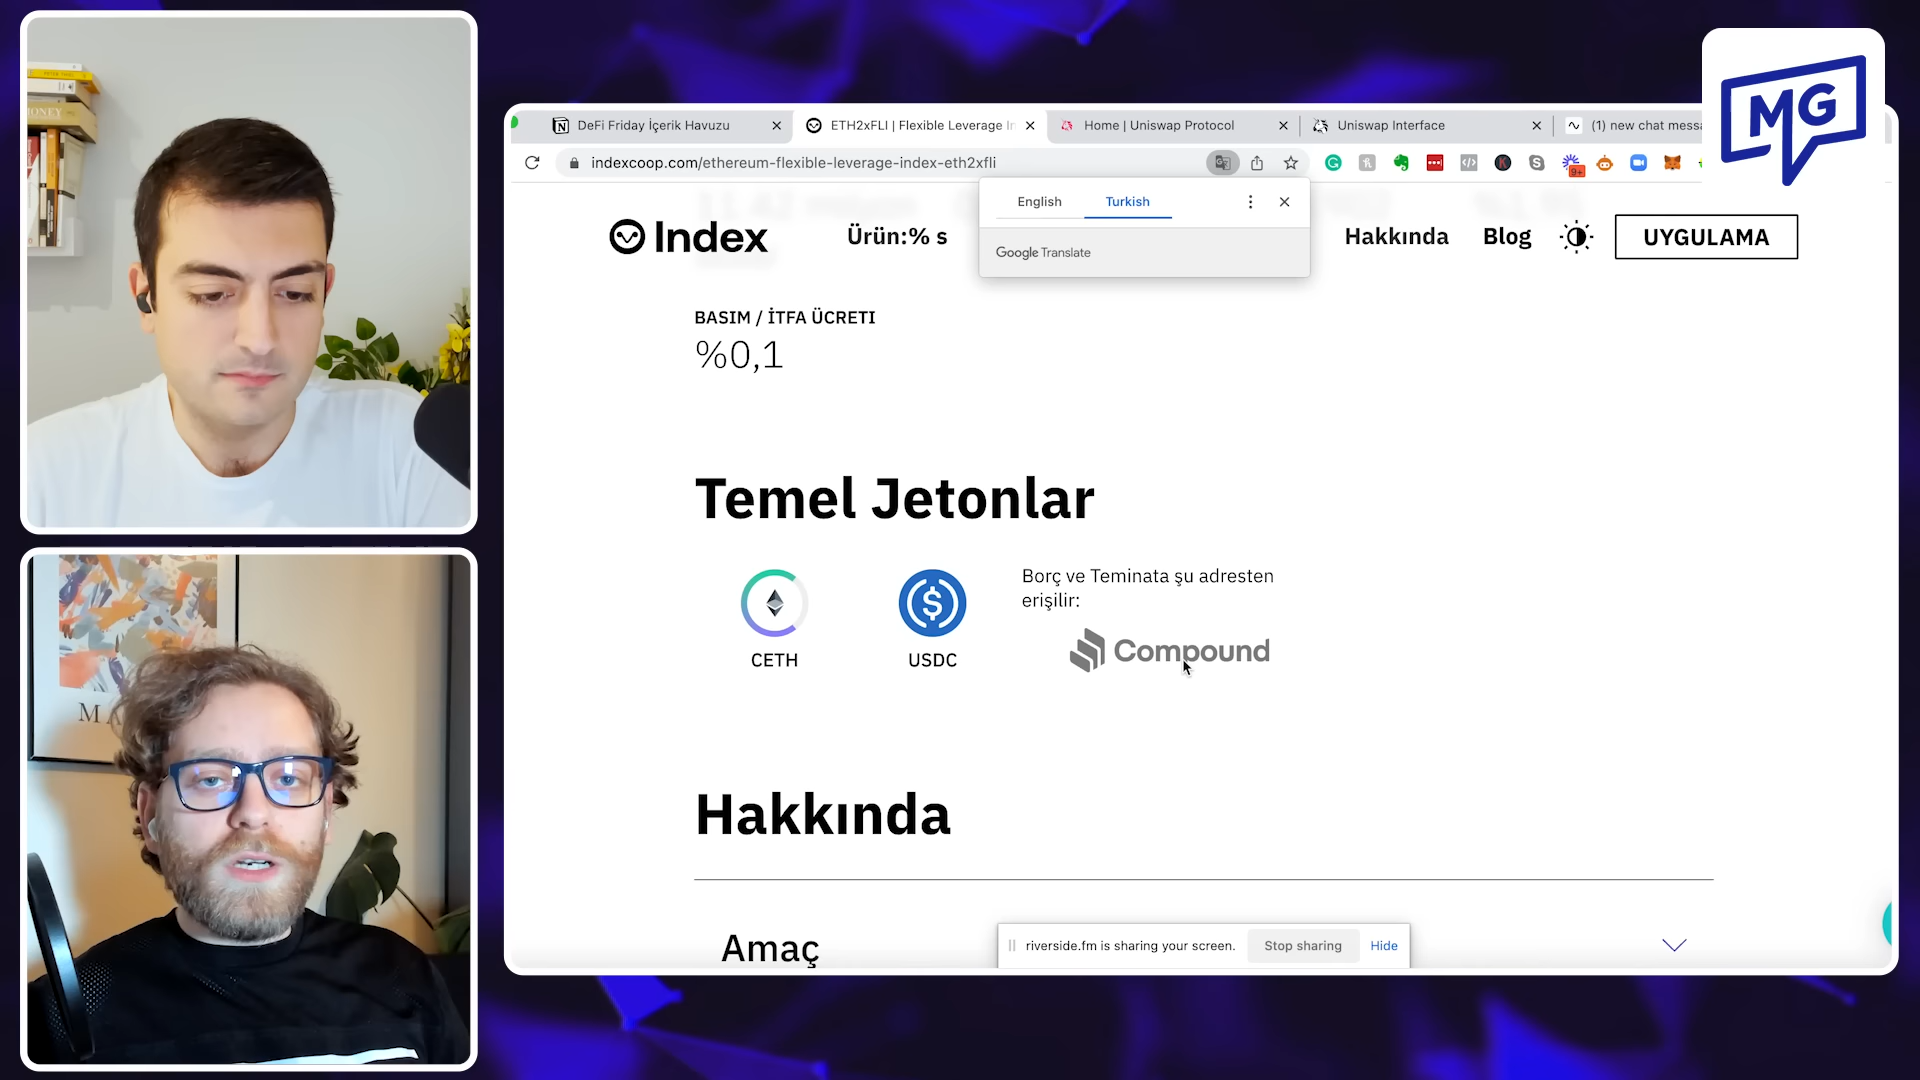 MONEY
MA
MG
DeFi Friday İçerik Havuzu
ETH2xFLI | Flexible Leverage In
Home | Uniswap Protocol
Uniswap Interface
(1) new chat messa
indexcoop.com/ethereum-flexible-leverage-index-eth2xfli
9+
English
Turkish
Google Translate
Index
Ürün:% s
Hakkında
Blog
UYGULAMA
BASIM / İTFA ÜCRETI
%0,1
Temel Jetonlar
CETH
USDC
Borç ve Teminata şu adresten
erişilir:
Compound
Hakkında
Amaç
riverside.fm is sharing your screen.
Stop sharing
Hide